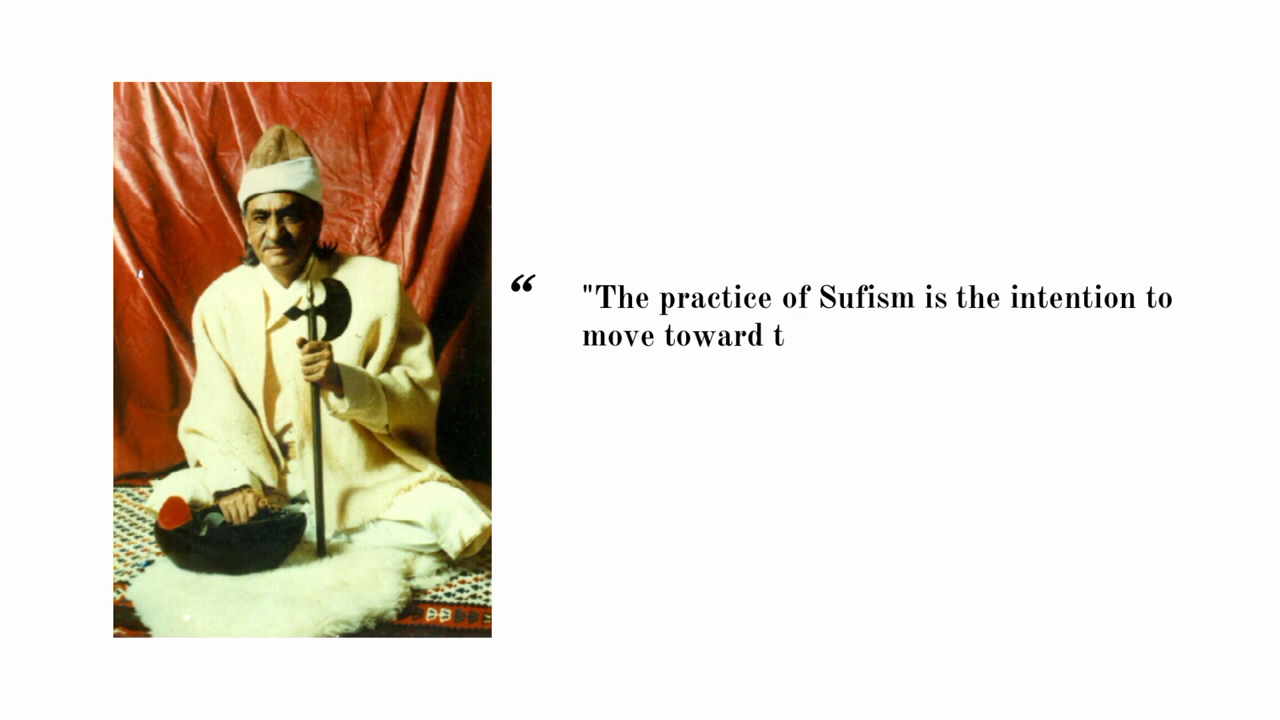 “ "The practice of Sufism is the intention to
move toward t